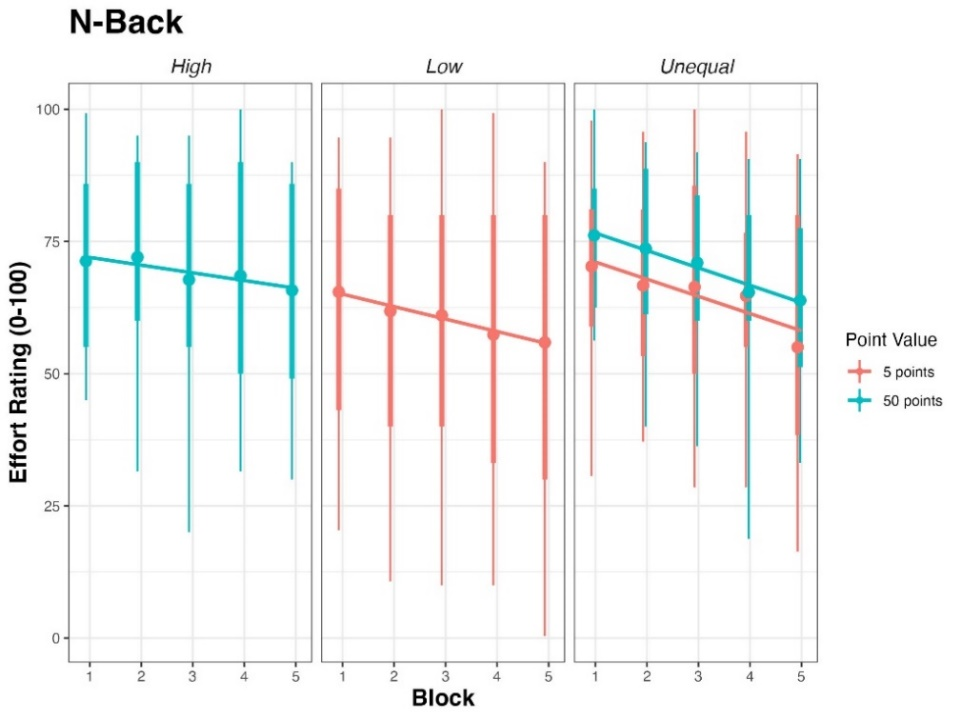 N-Back
High Low Unequal
100
75
50
25
0
Effort Rating (0-100)
1 2 3 4 5 1 2 3 4 5 1 2 3 4 5
Block
Point Value
5 points
50 points